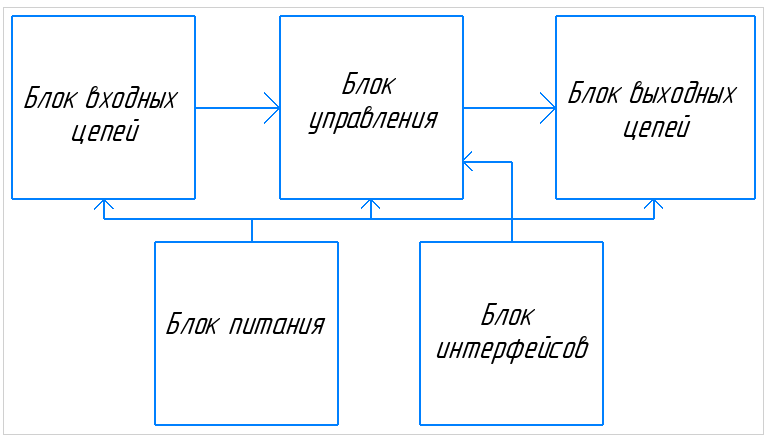 Блок входных
цепей
Блок
управления
Блок выходных
цепей
Блок питания
Блок
интерфейсов